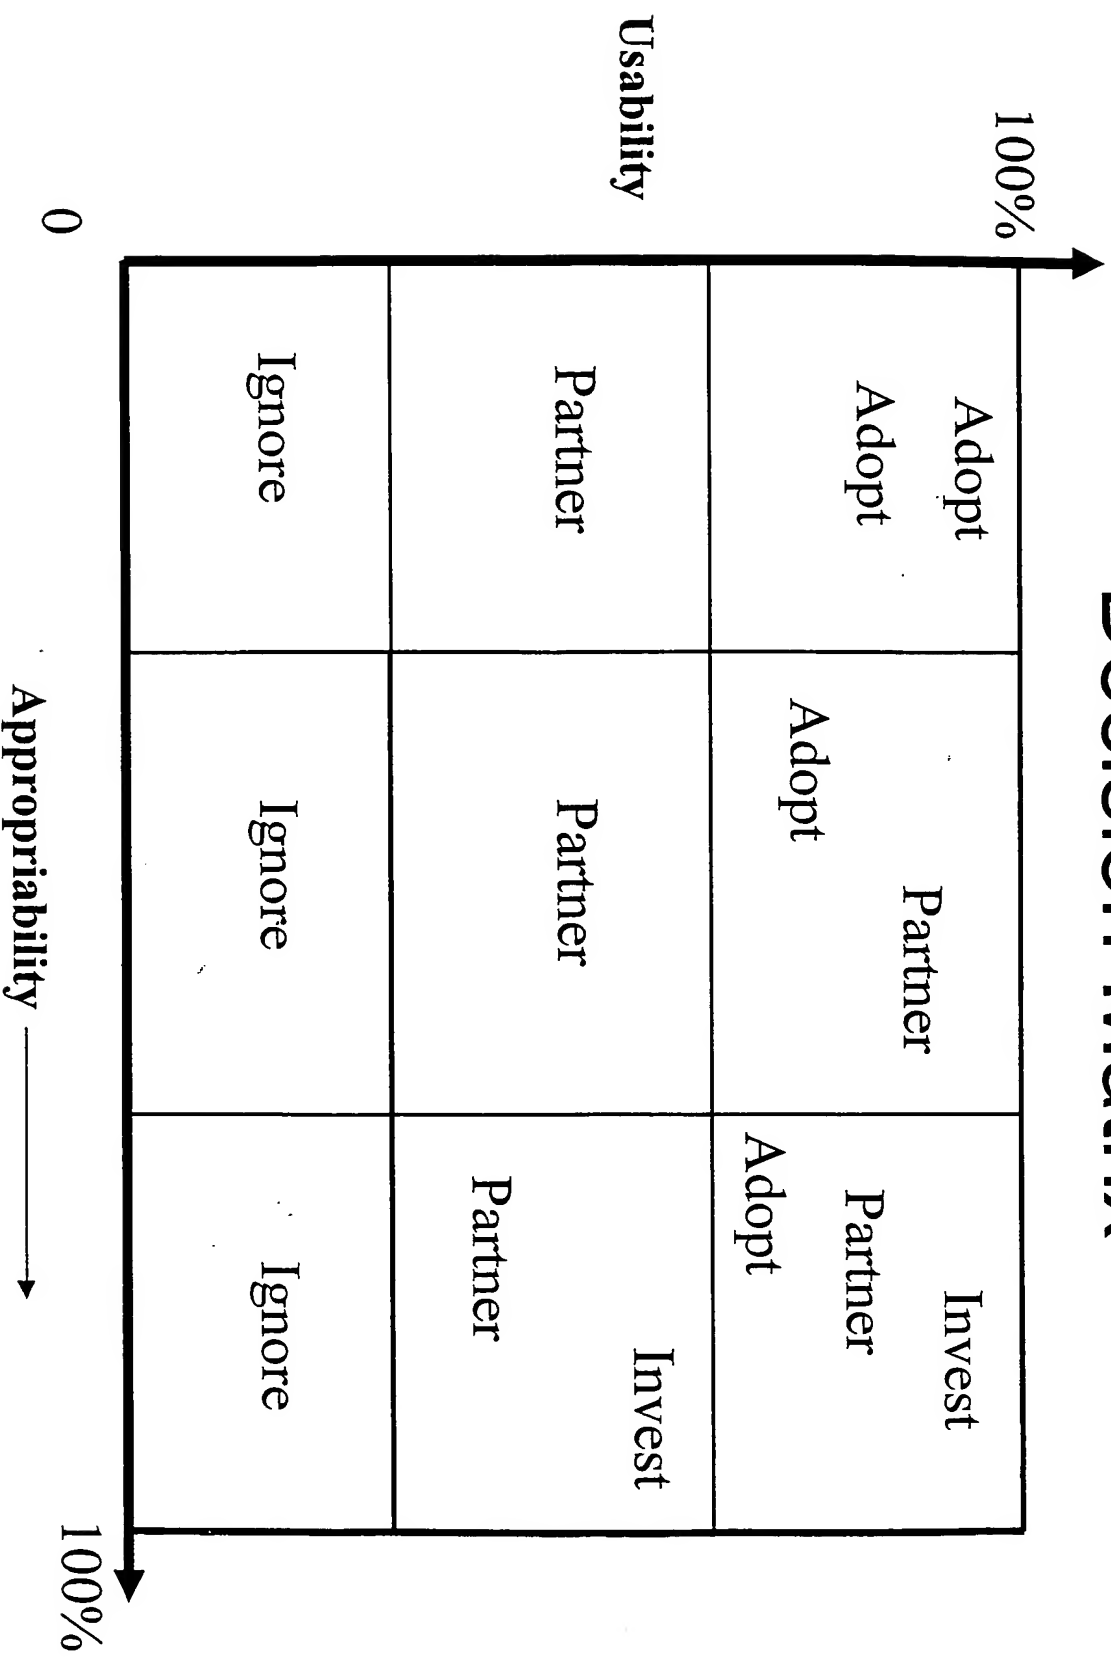 Decision Matrix
100%
Adopt
Adopt
Partner
Adopt
Invest
Partner
Adopt
Usability
Partner
Partner
Invest
Partner
Ignore
Ignore
Ignore
0
100%
Appropriability